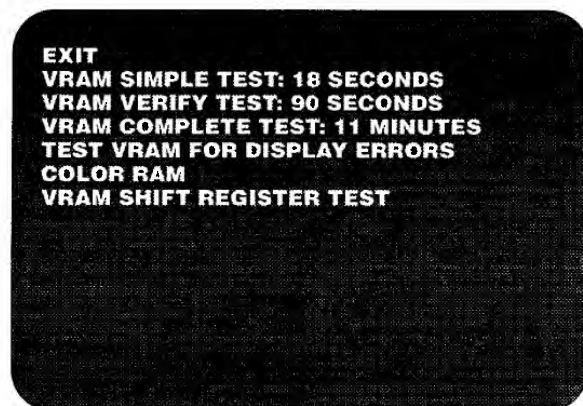 EXIT
VRAM SIMPLE TEST: 18 SECONDS
VRAM VERIFY TEST: 90 SECONDS
VRAM COMPLETE TEST: 11 MINUTES
TEST VRAM FOR DISPLAY ERRORS
COLOR RAM
VRAM SHIFT REGISTER TEST